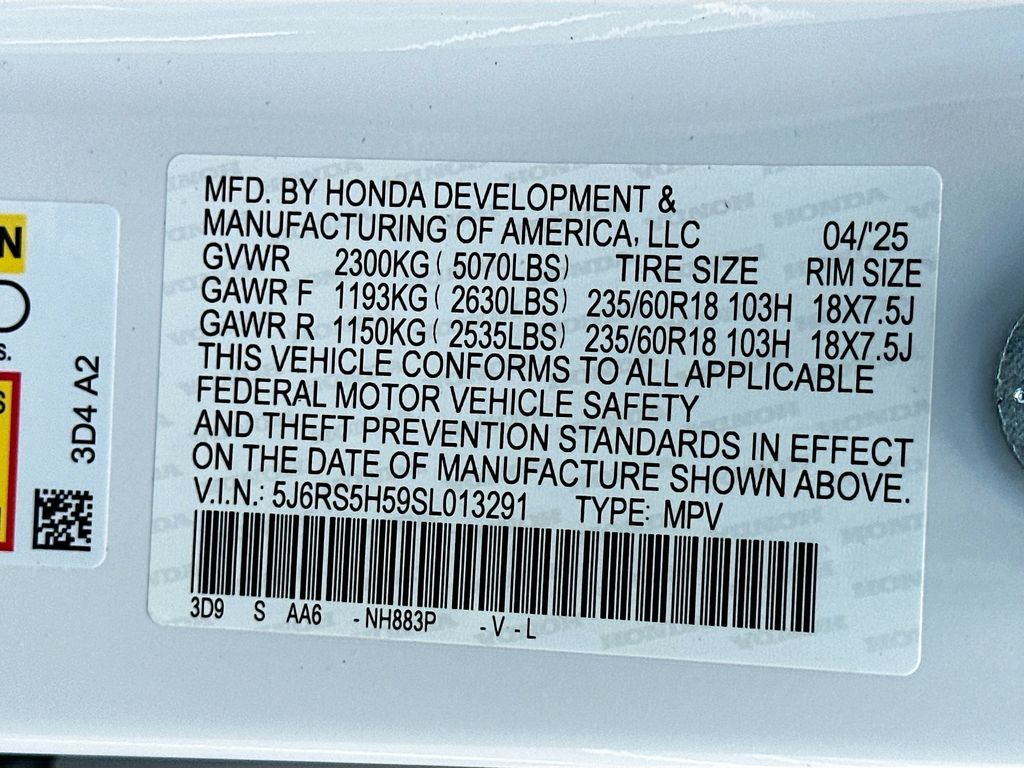 MFD. BY HONDA DEVELOPMENT &
MANUFACTURING OF AMERICA, LLC 04/'25
GVWR 2300KG ( 5070LBS) TIRE SIZE RIM SIZE
GAWR F 1193KG ( 2630LBS) 235/60R18 103H 18X7.5J
GAWR R 1150KG ( 2535LBS) 235/60R18 103H 18X7.5J
THIS VEHICLE CONFORMS TO ALL APPLICABLE
FEDERAL MOTOR VEHICLE SAFETY
AND THEFT PREVENTION STANDARDS IN EFFECT
ON THE DATE OF MANUFACTURE SHOWN ABOVE.
V.I.N.: 5J6RS5H59SL013291 TYPE: MPV
3D9 S AA6 -NH883P -V-L
3D4 A2